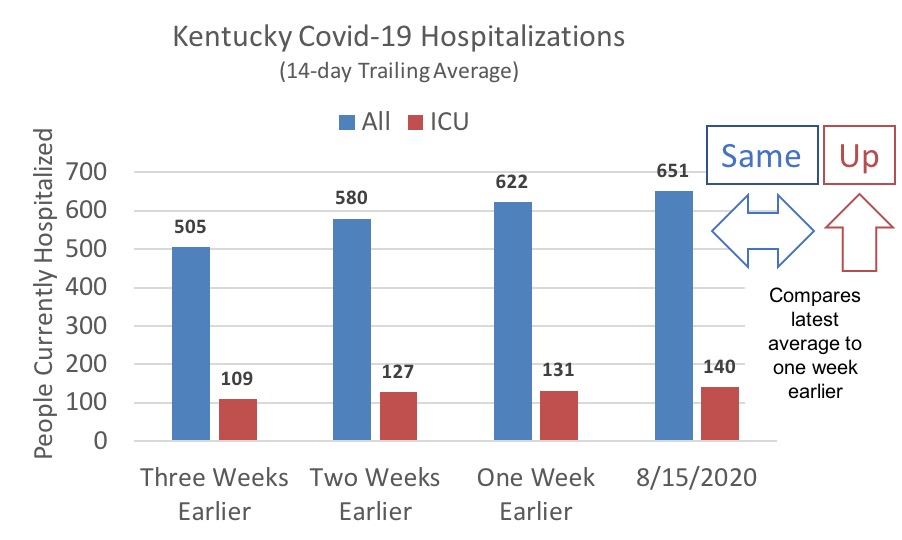 Kentucky Covid-19 Hospitalizations
(14-day Trailing Average)
All ICU
People Currently Hospitalized
700
600
500
400
300
200
100
0
505
109
580
127
622
131
651
140
Three Weeks
Earlier
Two Weeks
Earlier
One Week
Earlier
8/15/2020
Same
Up
Compares
latest
average to
one week
earlier